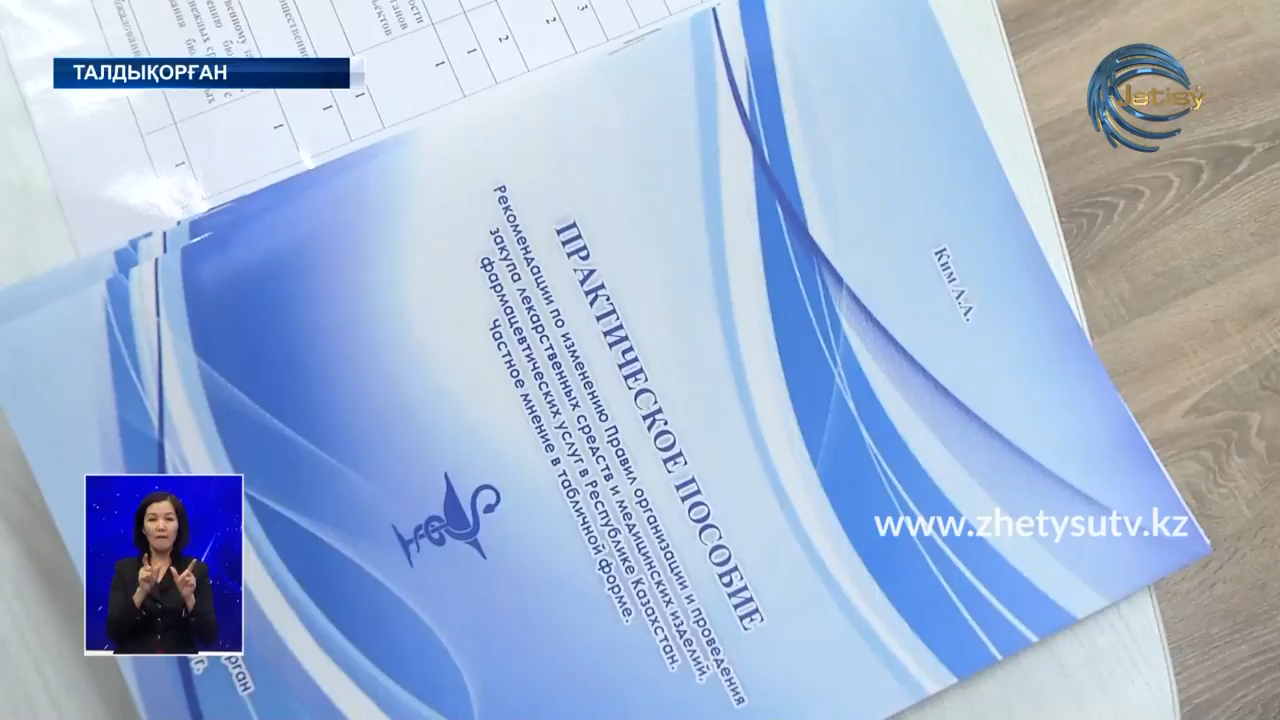 ТАЛДЫҚОРҒАН
Jetisý
Ким А.А.
ПРАКТИЧЕСКОЕ ПОСОБИЕ
Рекомендации по изменению Правил организации и проведения
закупа лекарственных средств и медицинских изделий,
фармацевтических услуг в Республике Казахстан.
Частное мнение в табличной форме.
www.zhetysutv.kz